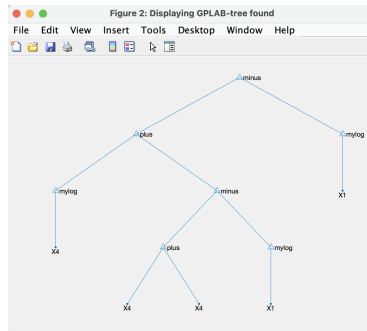 Figure 2: Displaying GPLAB-tree found
File Edit View Insert Tools Desktop Window Help
minus
plus
mylog
mylog
minus
X1
X4
plus
mylog
X4
X4
X1